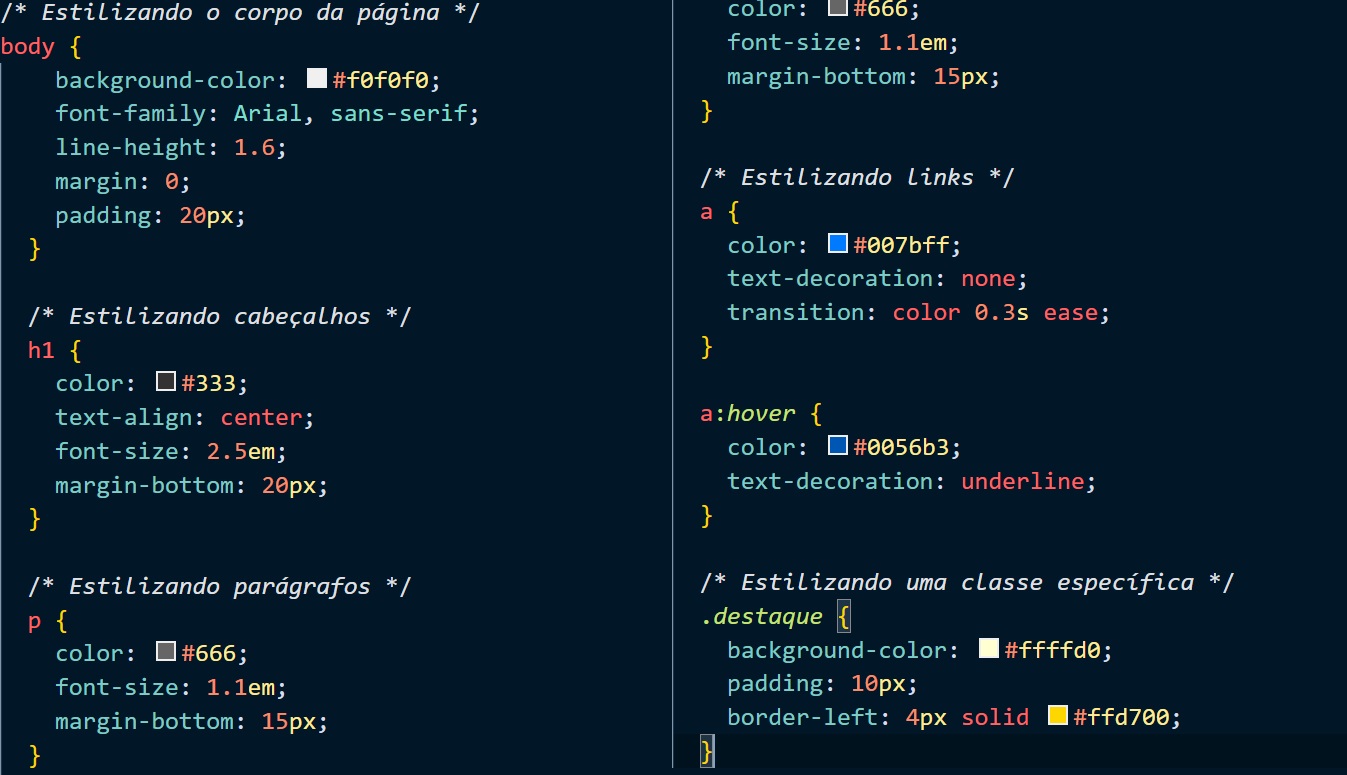 /* Estilizando o corpo da página */
body {
    background-color: #f0f0f0;
    font-family: Arial, sans-serif;
    line-height: 1.6;
    margin: 0;
    padding: 20px;
  }

  /* Estilizando cabeçalhos */
  h1 {
    color: #333;
    text-align: center;
    font-size: 2.5em;
    margin-bottom: 20px;
  }

  /* Estilizando parágrafos */
  p {
    color: #666;
    font-size: 1.1em;
    margin-bottom: 15px;
  }
    color: #666;
    font-size: 1.1em;
    margin-bottom: 15px;
  }

  /* Estilizando links */
  a {
    color: #007bff;
    text-decoration: none;
    transition: color 0.3s ease;
  }

  a:hover {
    color: #0056b3;
    text-decoration: underline;
  }

  /* Estilizando uma classe específica */
  .destaque {
    background-color: #ffffd0;
    padding: 10px;
    border-left: 4px solid #ffd700;
  }